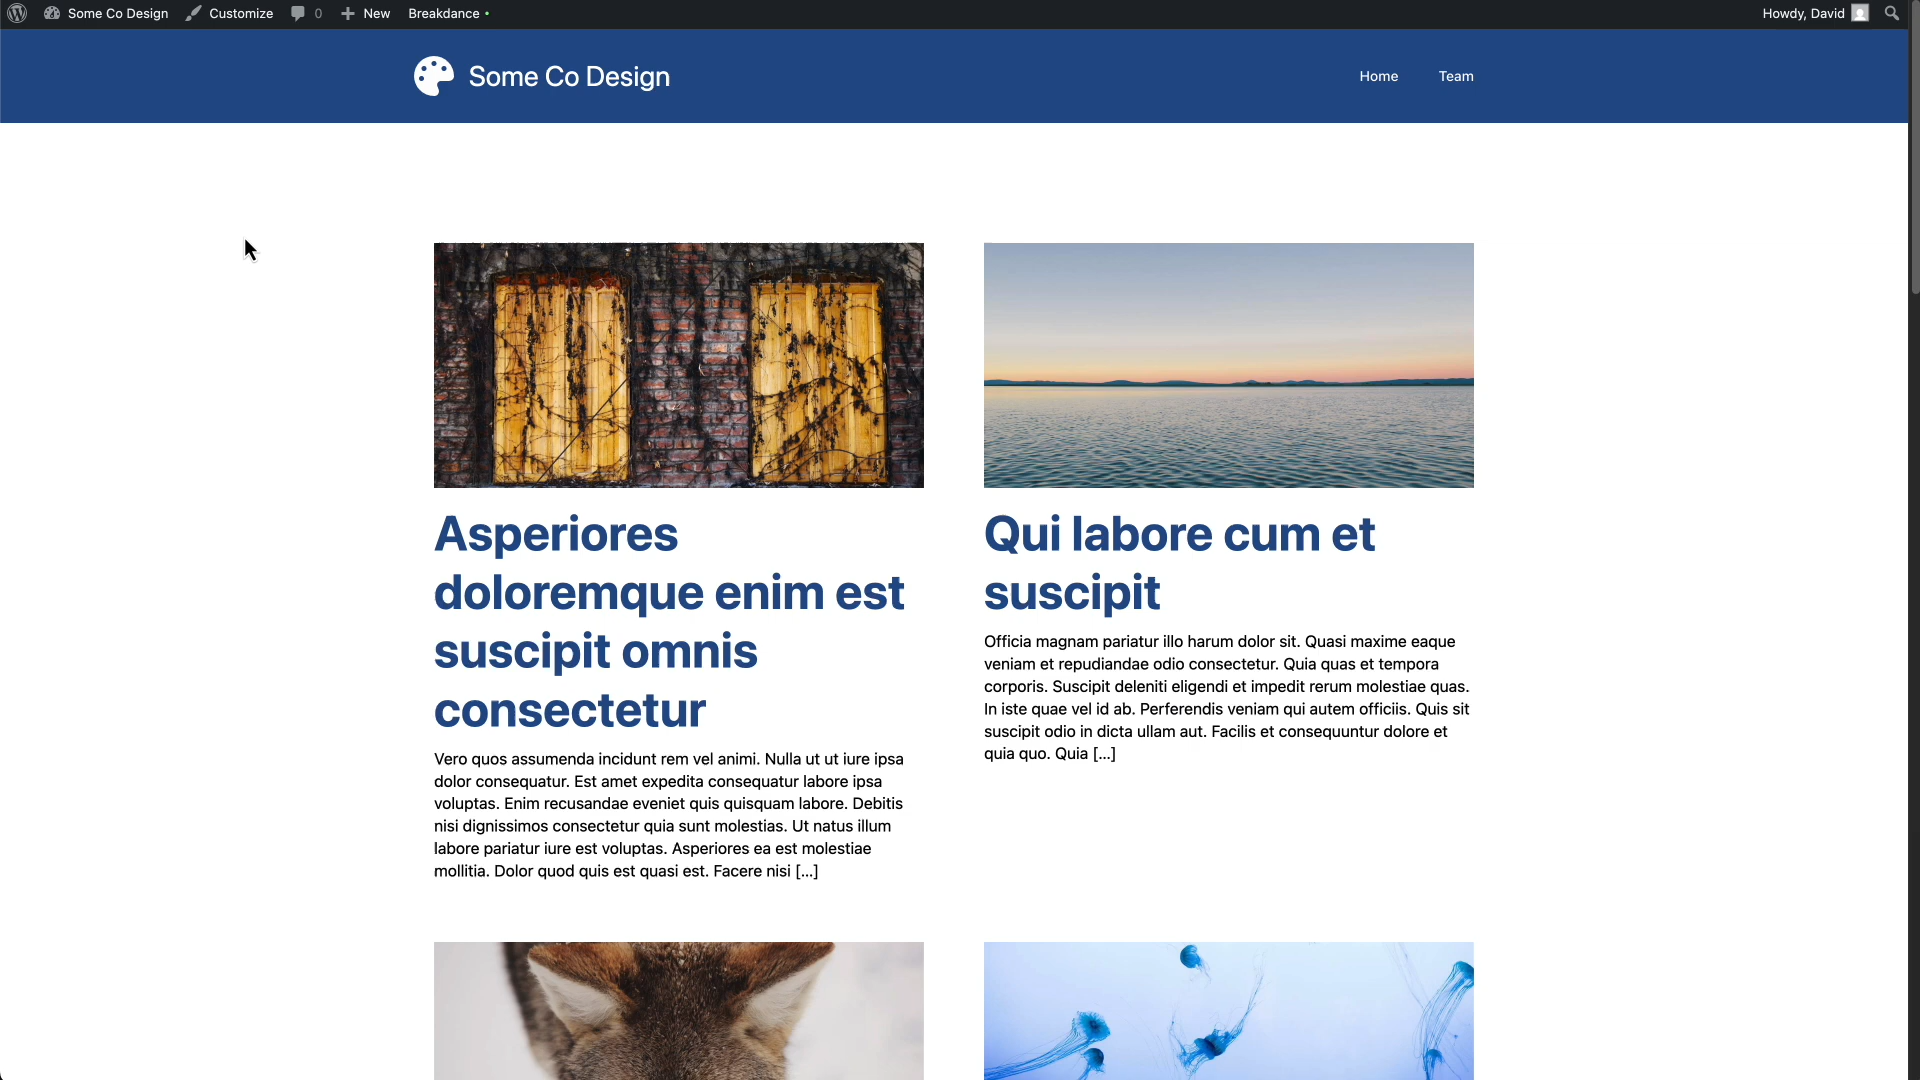 Some Co Design Customize 0 New Breakdance Howdy, David
Some Co Design
Home Team
Asperiores
doloremque enim est
suscipit omnis
consectetur
Vero quos assumenda incidunt rem vel animi. Nulla ut ut iure ipsa
dolor consequatur. Est amet expedita consequatur labore ipsa
voluptas. Enim recusandae eveniet quis quisquam labore. Debitis
nisi dignissimos consectetur quia sunt molestias. Ut natus illum
labore pariatur iure est voluptas. Asperiores ea est molestiae
mollitia. Dolor quod quis est quasi est. Facere nisi [...]
Qui labore cum et
suscipit
Officia magnam pariatur illo harum dolor sit. Quasi maxime eaque
veniam et repudiandae odio consectetur. Quia quas et tempora
corporis. Suscipit deleniti eligendi et impedit rerum molestiae quas.
In iste quae vel id ab. Perferendis veniam qui autem officiis. Quis sit
suscipit odio in dicta ullam aut. Facilis et consequuntur dolore et
quia quo. Quia [...]